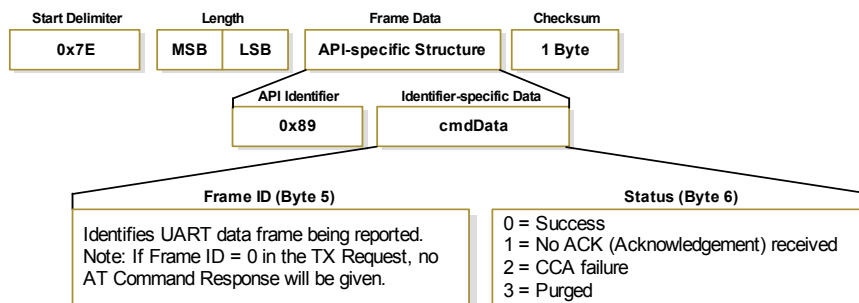 Start Delimiter Length Frame Data Checksum
0x7E MSB LSB API-specific Structure 1 Byte
API Identifier Identifier-specific Data
0x89 cmdData
Frame ID (Byte 5)
Identifies UART data frame being reported.
Note: If Frame ID = 0 in the TX Request, no
AT Command Response will be given.
Status (Byte 6)
0 = Success
1 = No ACK (Acknowledgement) received
2 = CCA failure
3 = Purged